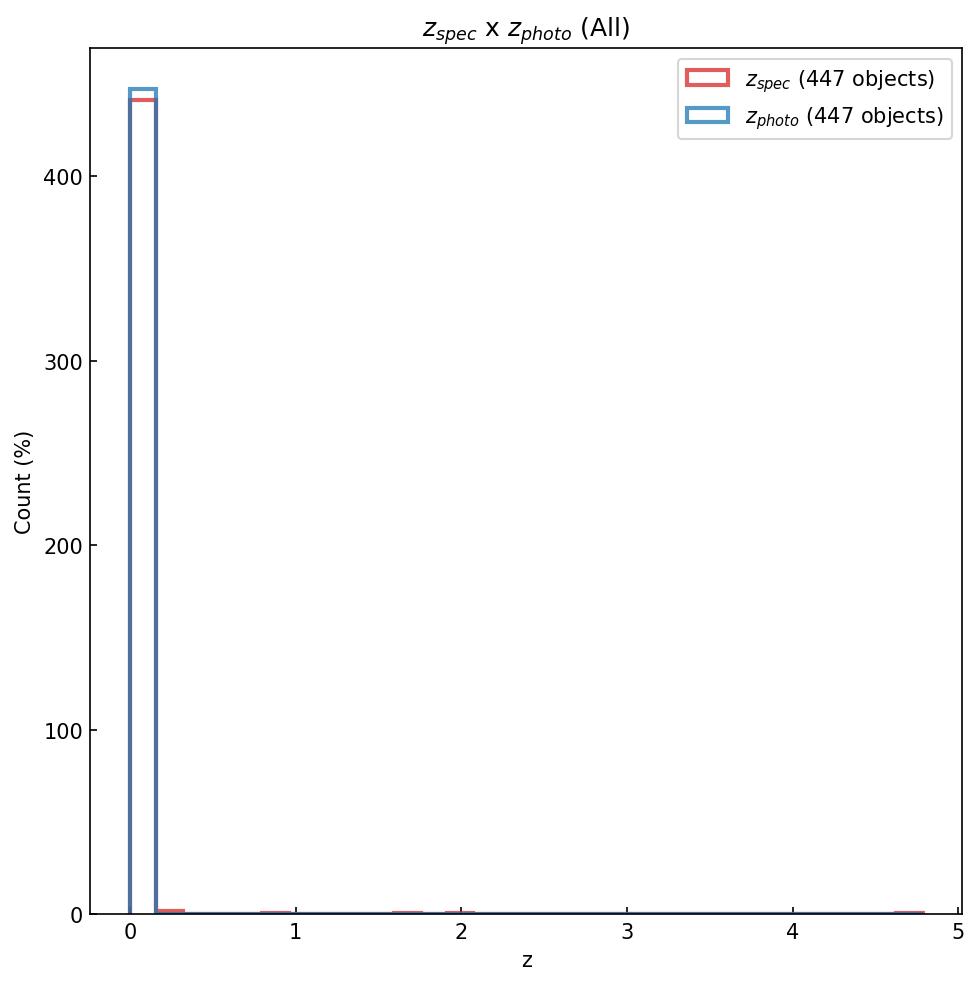 z_spec x z_photo (All)
z_spec (447 objects)
z_photo (447 objects)
Count (%)
400
300
200
100
0
0 1 2 3 4 5
z